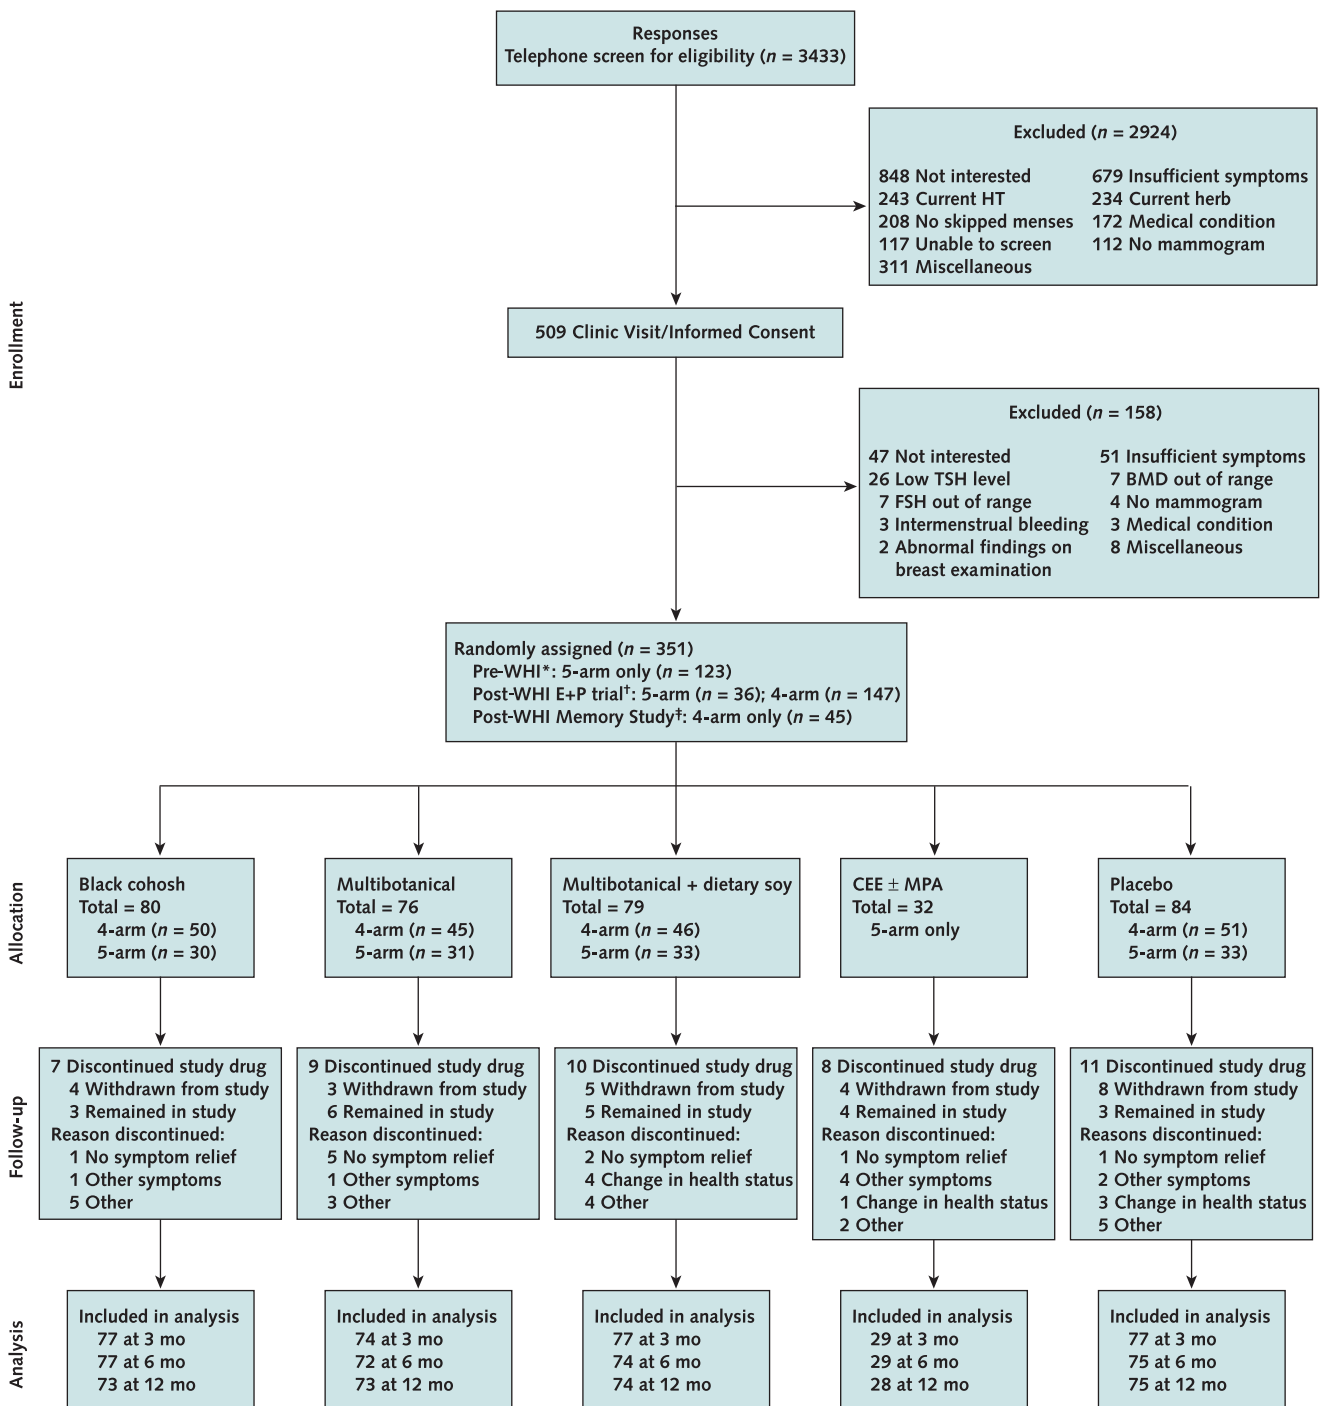 Responses
Telephone screen for eligibility (n = 3433)
Excluded (n = 2924)
848 Not interested 679 Insufficient symptoms
243 Current HT 234 Current herb
208 No skipped menses 172 Medical condition
117 Unable to screen 112 No mammogram
311 Miscellaneous
Enrollment
509 Clinic Visit/Informed Consent
Excluded (n = 158)
47 Not interested 51 Insufficient symptoms
26 Low TSH level 7 BMD out of range
7 FSH out of range 4 No mammogram
3 Intermenstrual bleeding 3 Medical condition
2 Abnormal findings on 8 Miscellaneous
breast examination
Randomly assigned (n = 351)
Pre-WHI*: 5-arm only (n = 123)
Post-WHI E+P trial†: 5-arm (n = 36); 4-arm (n = 147)
Post-WHI Memory Study‡: 4-arm only (n = 45)
Allocation
Black cohosh
Total = 80
4-arm (n = 50)
5-arm (n = 30)
Multibotanical
Total = 76
4-arm (n = 45)
5-arm (n = 31)
Multibotanical + dietary soy
Total = 79
4-arm (n = 46)
5-arm (n = 33)
CEE ± MPA
Total = 32
5-arm only
Placebo
Total = 84
4-arm (n = 51)
5-arm (n = 33)
Follow-up
7 Discontinued study drug
4 Withdrawn from study
3 Remained in study
Reason discontinued:
1 No symptom relief
1 Other symptoms
5 Other
9 Discontinued study drug
3 Withdrawn from study
6 Remained in study
Reason discontinued:
5 No symptom relief
1 Other symptoms
3 Other
10 Discontinued study drug
5 Withdrawn from study
5 Remained in study
Reason discontinued:
2 No symptom relief
4 Change in health status
4 Other
8 Discontinued study drug
4 Withdrawn from study
4 Remained in study
Reason discontinued:
1 No symptom relief
4 Other symptoms
1 Change in health status
2 Other
11 Discontinued study drug
8 Withdrawn from study
3 Remained in study
Reasons discontinued:
1 No symptom relief
2 Other symptoms
3 Change in health status
5 Other
Analysis
Included in analysis
77 at 3 mo
77 at 6 mo
73 at 12 mo
Included in analysis
74 at 3 mo
72 at 6 mo
73 at 12 mo
Included in analysis
77 at 3 mo
74 at 6 mo
74 at 12 mo
Included in analysis
29 at 3 mo
29 at 6 mo
28 at 12 mo
Included in analysis
77 at 3 mo
75 at 6 mo
75 at 12 mo